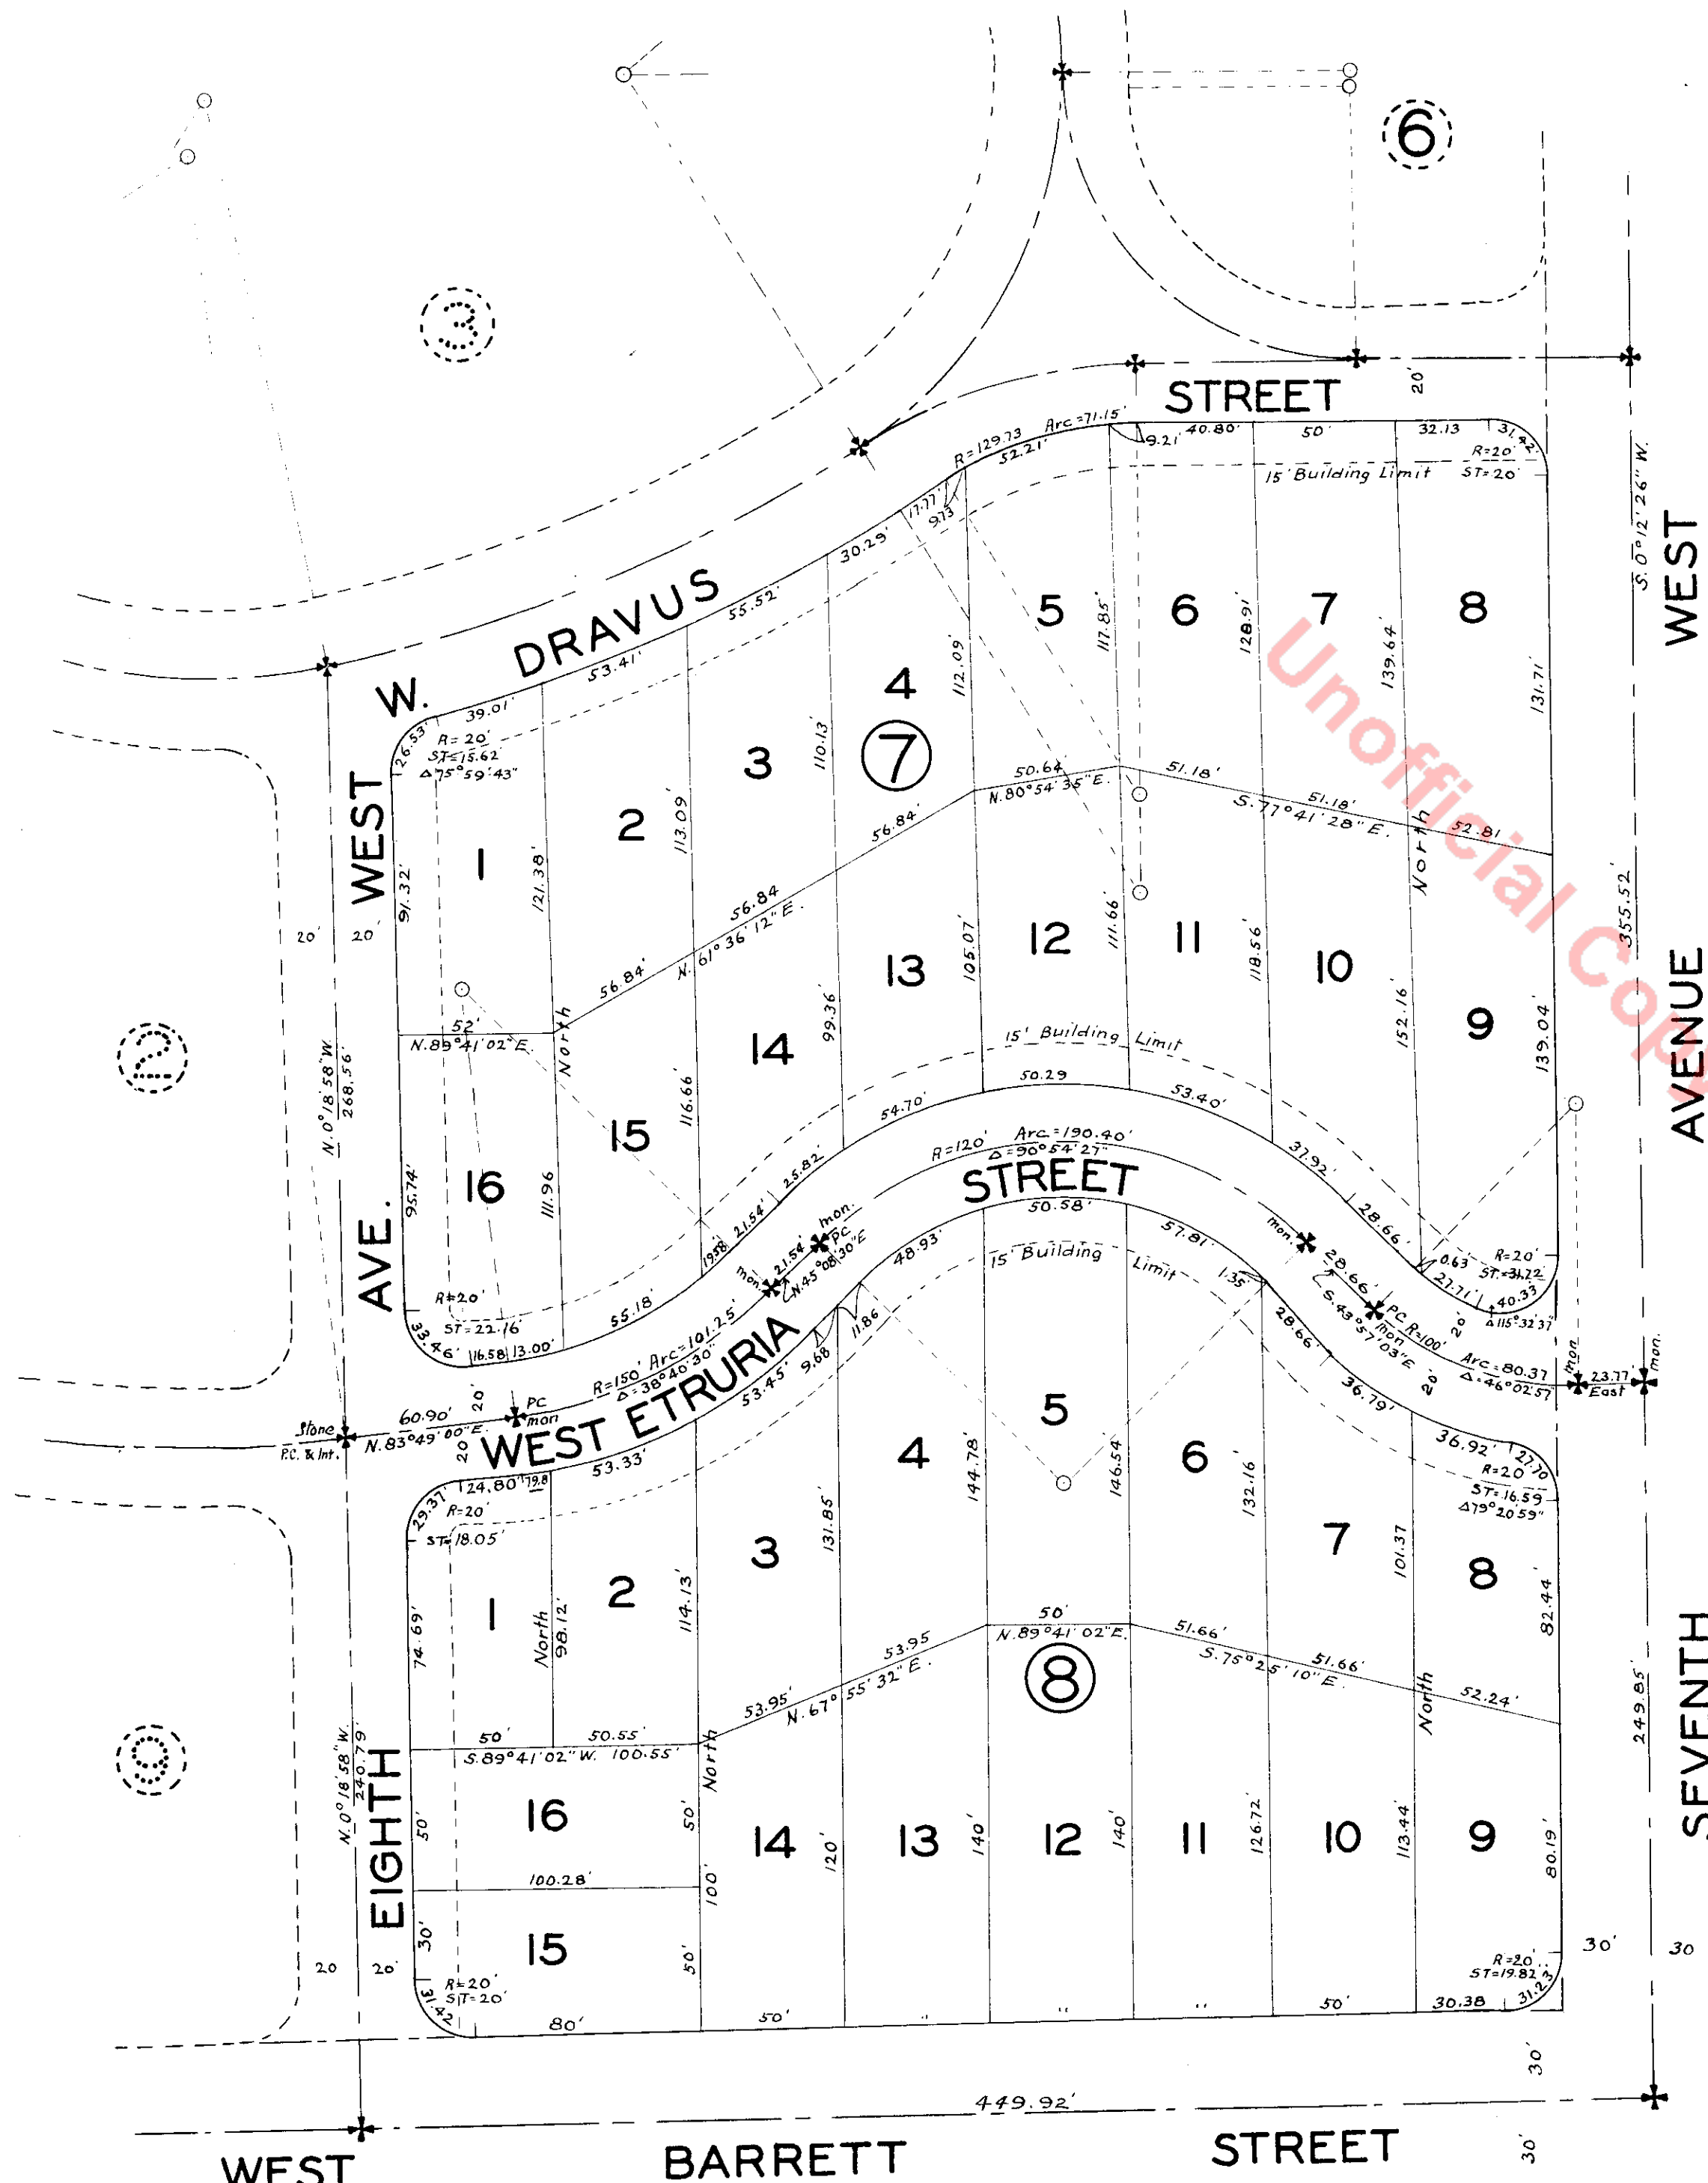 6
3
STREET
20'
Arc=71.15'
R=129.73
52.21'
9.21'
40.80'
50'
32.13
31.42
R=20'
ST=20'
15' Building Limit
S.0°12'26"W.
WEST
17.77'
9.73
30.29'
DRAVUS
55.52'
53.41'
W.
39.01'
26.53'
R=20'
ST=15.62
Δ75°59'43"
WEST
91.32'
1
121.38'
2
113.09'
3
110.13'
4
7
112.09'
5
117.85'
6
128.91'
7
139.64'
8
131.71'
Unofficial Copy
50.64'
N.80°54'35"E.
51.18'
51.18'
S.77°41'28"E.
52.81
North
56.84'
56.84
N.61°36'12"E.
56.84'
20'
20'
355.52'
AVENUE
52'
N.89°41'02"E.
North
2
N.0°18'58"W.
268.56'
16
95.74'
111.96
15
116.66'
14
99.36'
13
105.07'
12
111.66'
11
118.56'
10
152.16'
9
139.04'
15' Building Limit
50.29
54.70'
53.40'
25.82'
21.54'
19.58'
37.92'
28.66'
0.63
27.71'
R=20'
ST=31.72
40.33
Δ115°32'37"
R=120'
Arc=190.40'
Δ=90°54'27"
STREET
AVE.
R=20'
ST=22.16'
33.46'
16.58'
13.00'
55.18'
mon.
21.54'
mon.
PC
N.45°08'30"E
R=150'
Arc=101.25'
Δ=38°40'30"
mon.
28.66'
S.43°57'03"E
PC
mon
R=100'
20'
Arc=80.37
Δ=46°02'57"
20'
mon
23.77'
East
mon.
Stone
P.C. & Int.
60.90'
N.83°49'00"E.
20'
20'
PC
mon
WEST ETRURIA
48.93'
50.58'
57.81'
1.35'
15' Building Limit
11.86
9.68
53.45'
53.33'
24.80'
29.37'
R=20'
ST=18.05'
28.66'
36.79'
36.92'
27.70
R=20'
ST=16.59
Δ79°20'59"
1
74.69'
North
98.12'
2
114.13'
3
131.85'
4
144.78'
5
146.54'
6
132.16'
7
101.37
8
82.44'
50'
N.89°41'02"E.
8
53.95
53.95'
N.67°55'32"E.
51.66'
51.66'
S.75°25'10"E.
52.24'
North
249.85'
SEVENTH
50'
50.55'
S.89°41'02"W. 100.55'
North
9
N.0°18'58"W.
240.79'
EIGHTH
50'
16
50'
100.28'
100'
30'
15
50'
14
120'
13
140'
12
140'
11
126.72'
10
113.44'
9
80.19'
20
20'
R=20'
ST=20'
31.42
80'
50'
"
"
"
50'
30.38
R=20'
ST=19.82
31.23
30'
30
30'
449.92'
WEST BARRETT STREET
30'